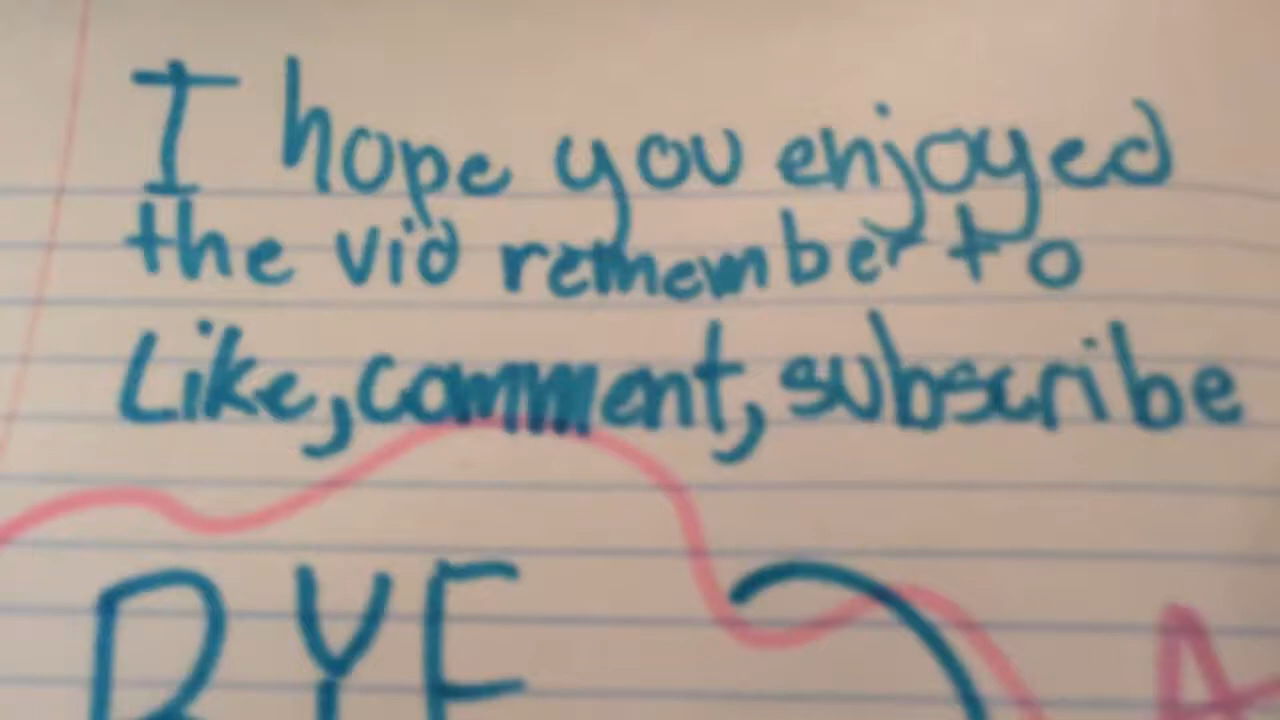 I hope you enjoyed
the vid remember to
Like, comment, subscribe
BYE